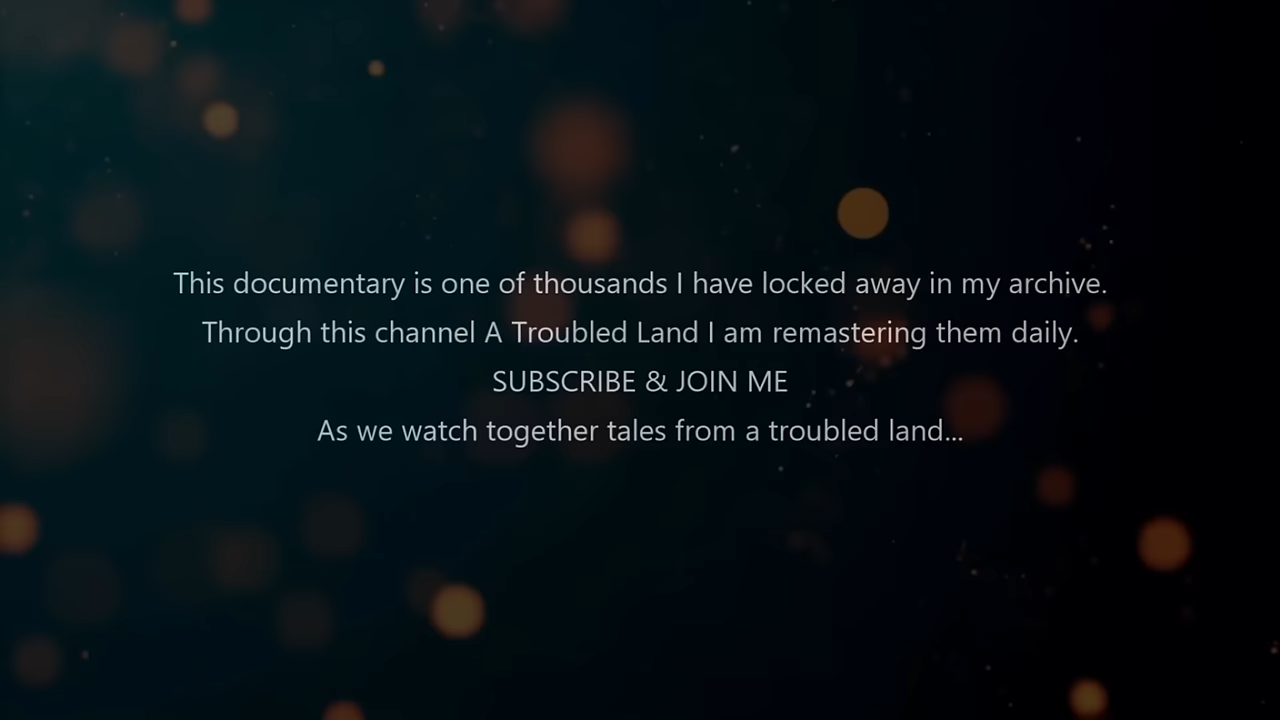 This documentary is one of thousands I have locked away in my archive.
Through this channel A Troubled Land I am remastering them daily.
SUBSCRIBE & JOIN ME
As we watch together tales from a troubled land...